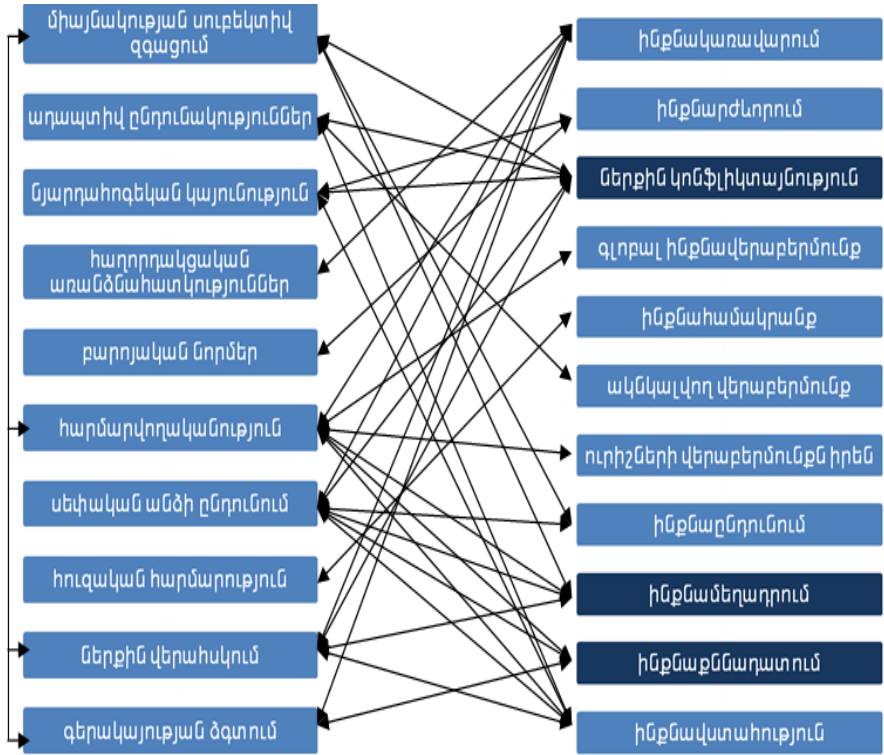 միայնակության սուբեկտիվ
զգացում
ադապտիվ ընդունակություններ
նյարդահոգեկան կայունություն
հաղորդակցական
առանձնահատկություններ
բարոյական նորմեր
հարմարվողականություն
սեփական անձի ընդունում
հուզական հարմարություն
ներքին վերահսկում
գերակայության ձգտում
ինքնակառավարում
ինքնարժևորում
ներքին կոնֆլիկտայնություն
գլոբալ ինքնավերաբերմունք
ինքնահամակրանք
ակնկալվող վերաբերմունք
ուրիշների վերաբերմունքն իրեն
ինքնաընդունում
ինքնամեղադրում
ինքնաքննադատում
ինքնավստահություն